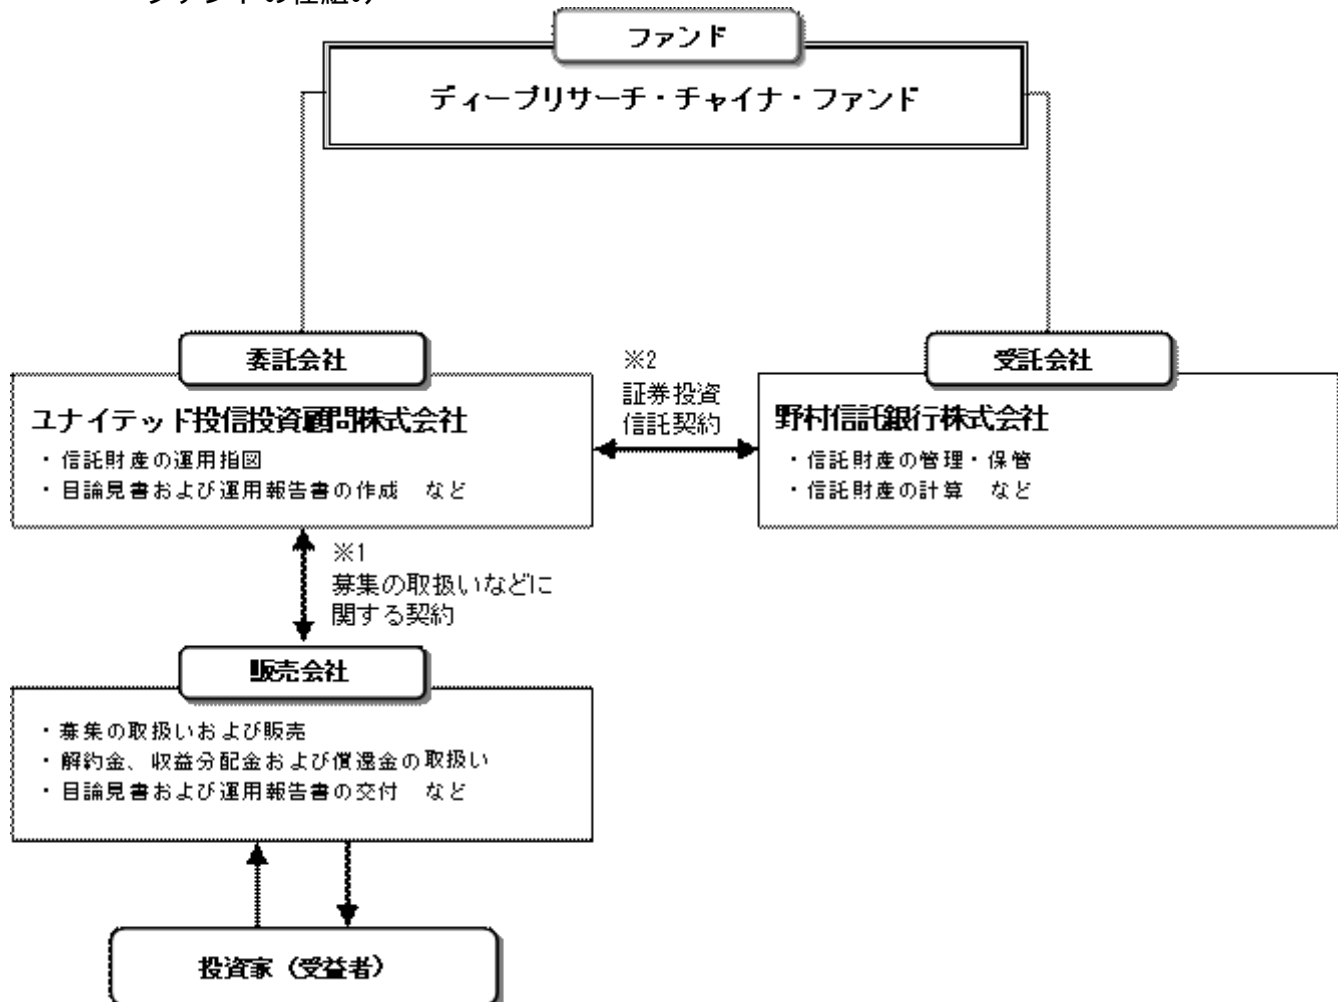 ファンドの仕組み
ファンド
ディープリサーチ・チャイナ・ファンド
委託会社
ユナイテッド投信投資顧問株式会社
・信託財産の運用指図
・目論見書および運用報告書の作成　など
※2
証券投資
信託契約
受託会社
野村信託銀行株式会社
・信託財産の管理・保管
・信託財産の計算　など
※1
募集の取扱いなどに
関する契約
販売会社
・募集の取扱いおよび販売
・解約金、収益分配金および償還金の取扱い
・目論見書および運用報告書の交付　など
投資家（受益者）